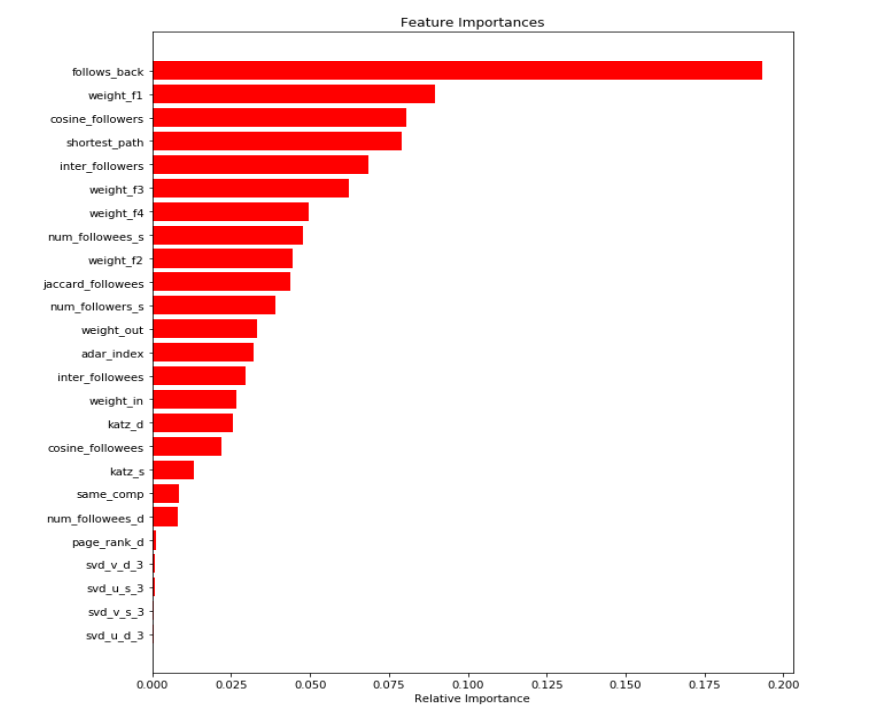 Feature Importances
follows_back
weight_f1
cosine_followers
shortest_path
inter_followers
weight_f3
weight_f4
num_followees_s
weight_f2
jaccard_followees
num_followers_s
weight_out
adar_index
inter_followees
weight_in
katz_d
cosine_followees
katz_s
same_comp
num_followees_d
page_rank_d
svd_v_d_3
svd_u_s_3
svd_v_s_3
svd_u_d_3
0.000 0.025 0.050 0.075 0.100 0.125 0.150 0.175 0.200
Relative Importance